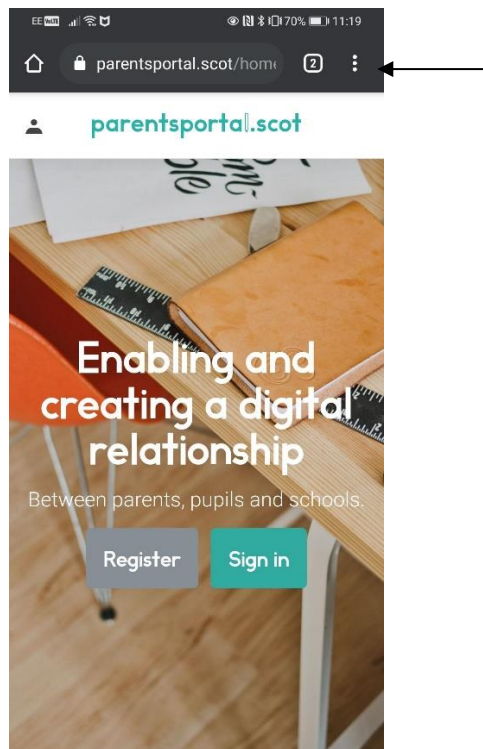 EE VoLTE 70% 11:19
parentsportal.scot/home 2
parentsportal.scot
Enabling and
creating a digital
relationship
Between parents, pupils and schools.
Register Sign in